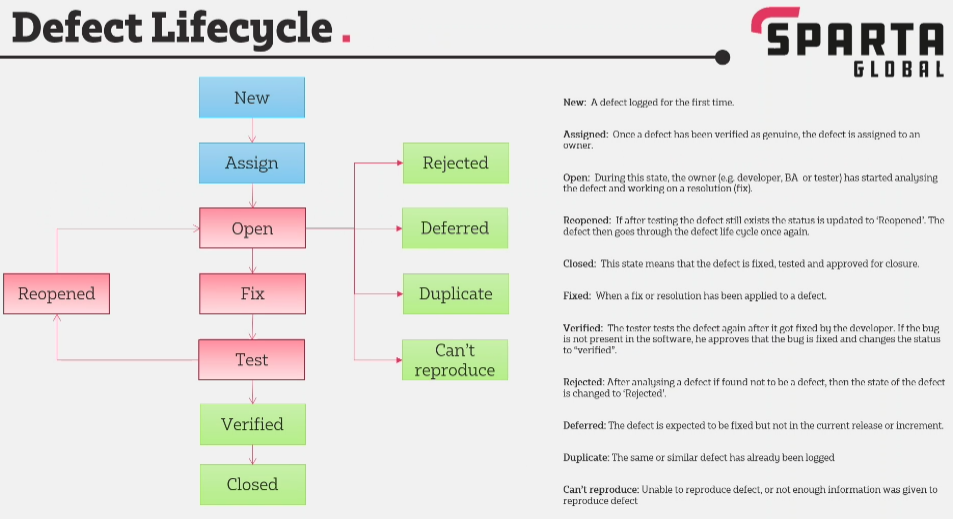 Defect Lifecycle .
SPARTA
GLOBAL
New
Assign
Open
Fix
Test
Verified
Closed
Reopened
Rejected
Deferred
Duplicate
Can't
reproduce
New: A defect logged for the first time.
Assigned: Once a defect has been verified as genuine, the defect is assigned to an
owner.
Open: During this state, the owner (e.g. developer, BA or tester) has started analysing
the defect and working on a resolution (fix).
Reopened: If after testing the defect still exists the status is updated to 'Reopened'. The
defect then goes through the defect life cycle once again.
Closed: This state means that the defect is fixed, tested and approved for closure.
Fixed: When a fix or resolution has been applied to a defect.
Verified: The tester tests the defect again after it got fixed by the developer. If the bug
is not present in the software, he approves that the bug is fixed and changes the status
to "verified".
Rejected: After analysing a defect if found not to be a defect, then the state of the defect
is changed to 'Rejected'.
Deferred: The defect is expected to be fixed but not in the current release or increment.
Duplicate: The same or similar defect has already been logged
Can't reproduce: Unable to reproduce defect, or not enough information was given to
reproduce defect